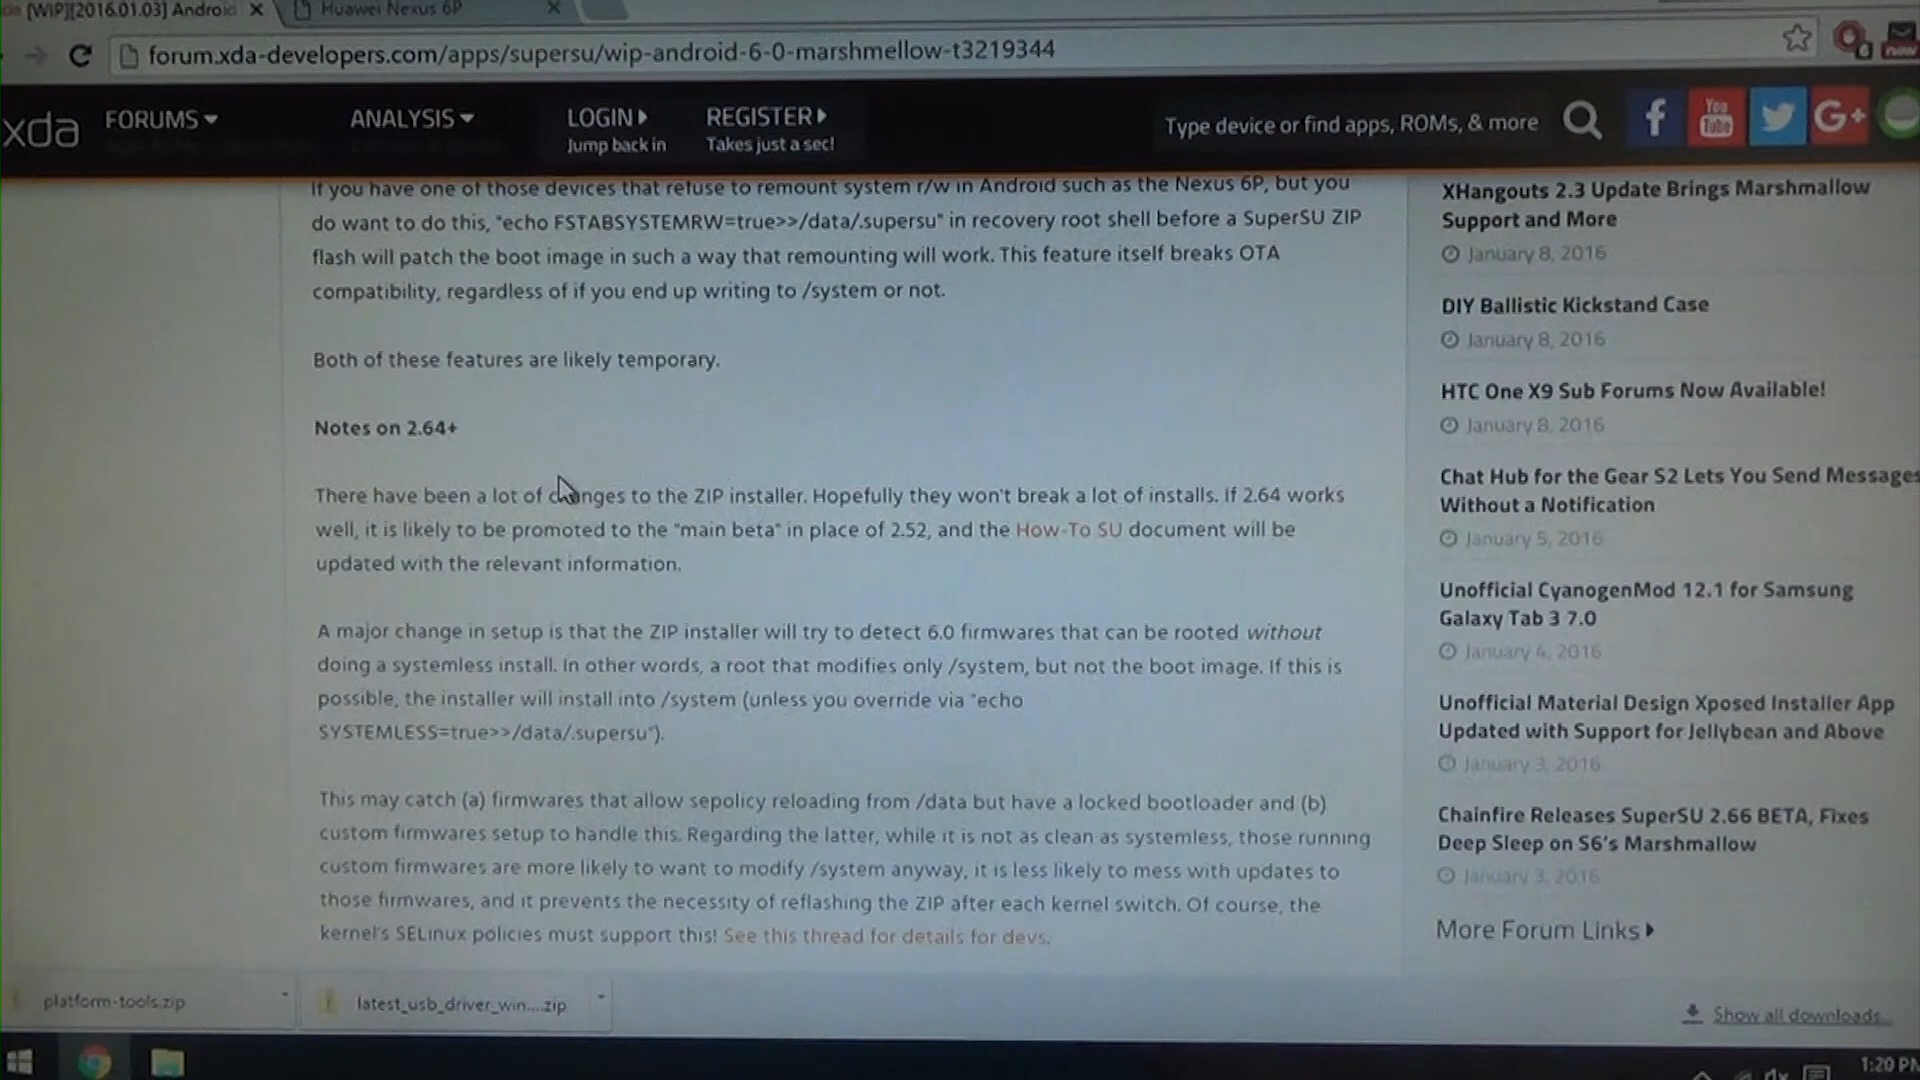 [WIP][2016.01.03] Android
Huawei Nexus 6P
forum.xda-developers.com/apps/supersu/wip-android-6-0-marshmellow-t3219344
xda
FORUMS
ANALYSIS
LOGIN
Jump back in
REGISTER
Takes just a sec!
Type device or find apps, ROMs, & more
f
You
Tube
G+
6
new
If you have one of those devices that refuse to remount system r/w in Android such as the Nexus 6P, but you
do want to do this, "echo FSTABSYSTEMRW=true>>/data/.supersu" in recovery root shell before a SuperSU ZIP
flash will patch the boot image in such a way that remounting will work. This feature itself breaks OTA
compatibility, regardless of if you end up writing to /system or not.
Both of these features are likely temporary.
Notes on 2.64+
There have been a lot of changes to the ZIP installer. Hopefully they won't break a lot of installs. If 2.64 works
well, it is likely to be promoted to the "main beta" in place of 2.52, and the How-To SU document will be
updated with the relevant information.
A major change in setup is that the ZIP installer will try to detect 6.0 firmwares that can be rooted without
doing a systemless install. In other words, a root that modifies only /system, but not the boot image. If this is
possible, the installer will install into /system (unless you override via "echo
SYSTEMLESS=true>>/data/.supersu").
This may catch (a) firmwares that allow sepolicy reloading from /data but have a locked bootloader and (b)
custom firmwares setup to handle this. Regarding the latter, while it is not as clean as systemless, those running
custom firmwares are more likely to want to modify /system anyway, it is less likely to mess with updates to
those firmwares, and it prevents the necessity of reflashing the ZIP after each kernel switch. Of course, the
kernel's SELinux policies must support this! See this thread for details for devs.
XHangouts 2.3 Update Brings Marshmallow
Support and More
January 8, 2016
DIY Ballistic Kickstand Case
January 8, 2016
HTC One X9 Sub Forums Now Available!
January 8, 2016
Chat Hub for the Gear S2 Lets You Send Messages
Without a Notification
January 5, 2016
Unofficial CyanogenMod 12.1 for Samsung
Galaxy Tab 3 7.0
January 4, 2016
Unofficial Material Design Xposed Installer App
Updated with Support for Jellybean and Above
January 3, 2016
Chainfire Releases SuperSU 2.66 BETA, Fixes
Deep Sleep on S6's Marshmallow
January 3, 2016
More Forum Links
platform-tools.zip
latest_usb_driver_win....zip
Show all downloads...
1:20 PM